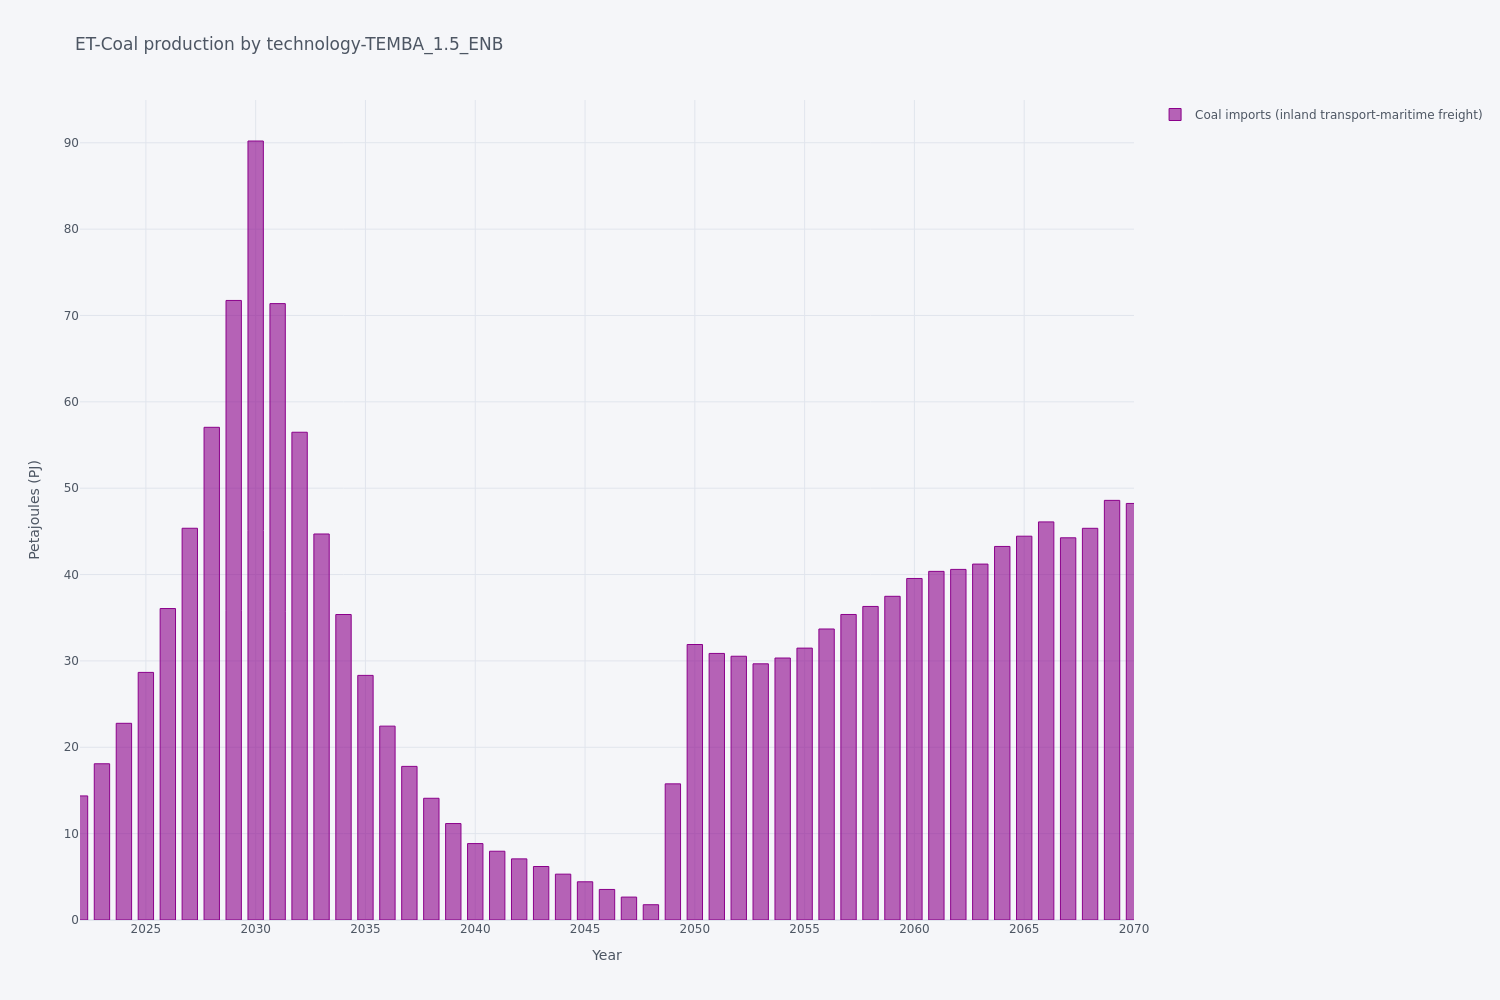 ET-Coal production by technology-TEMBA_1.5_ENB
Coal imports (inland transport-maritime freight)
90
80
70
60
50
40
30
20
10
0
Petajoules (PJ)
2025 2030 2035 2040 2045 2050 2055 2060 2065 2070
Year